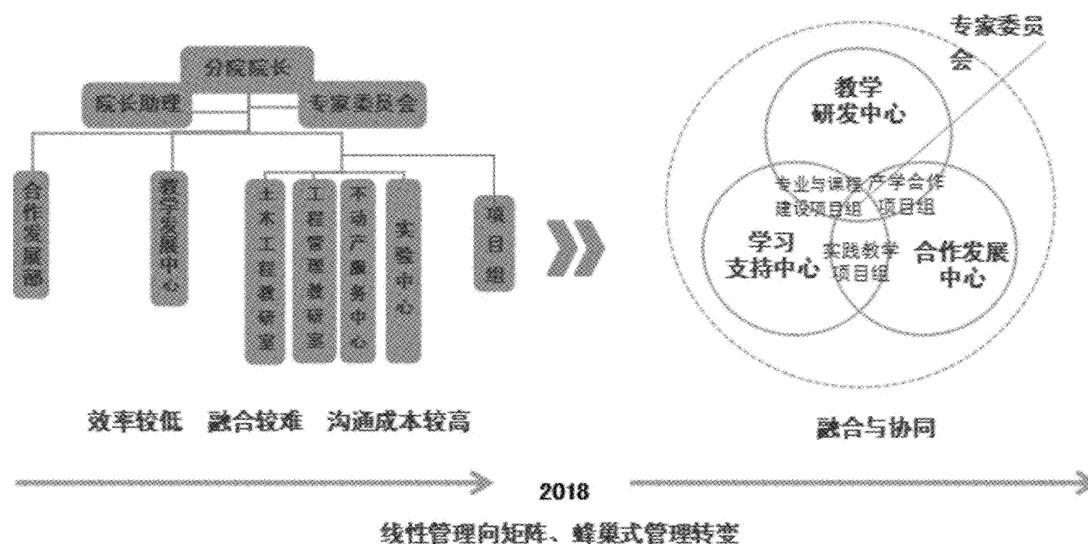 分院院长
院长助理
专家委员会
合作发展部
教学发展中心
土木工程教研室
工程管理教研室
不动产服务中心
实验中心
项目组
效率较低 融合较难 沟通成本较高
专家委员
会
教学
研发中心
专业与课程
建设项目组
产学合作
项目组
学习
支持中心
实践教学
项目组
合作发展
中心
融合与协同
2018
线性管理向矩阵、蜂巢式管理转变